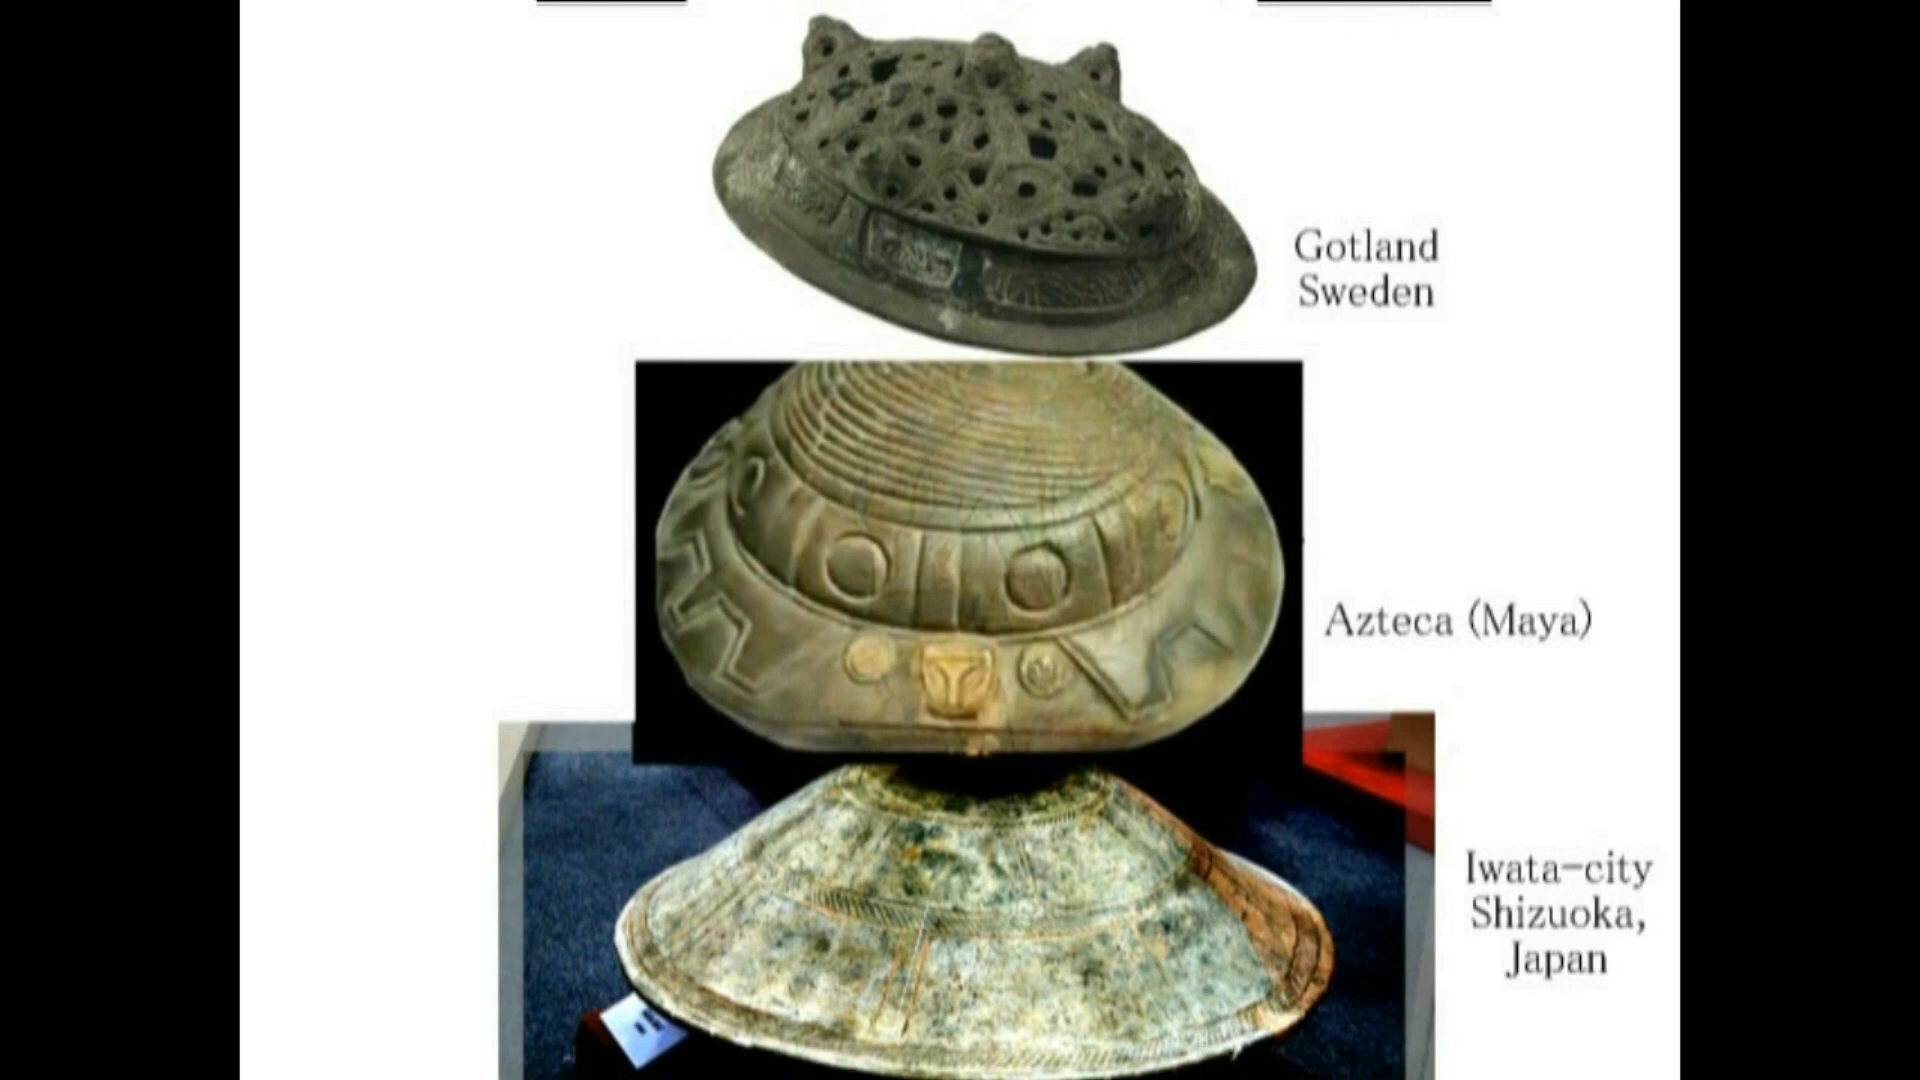 Gotland
Sweden
Azteca (Maya)
Iwata-city
Shizuoka,
Japan